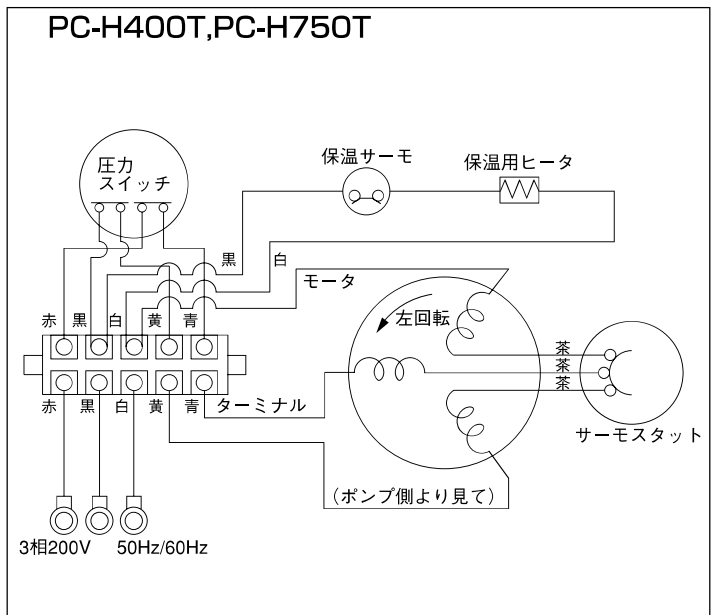 PC-H400T,PC-H750T
圧力
スイッチ
保温サーモ
保温用ヒータ
黒
白
モータ
赤
黒
白
黄
青
左回転
茶
茶
茶
赤
黒
白
黄
青
ターミナル
サーモスタット
(ポンプ側より見て)
3相200V
50Hz/60Hz